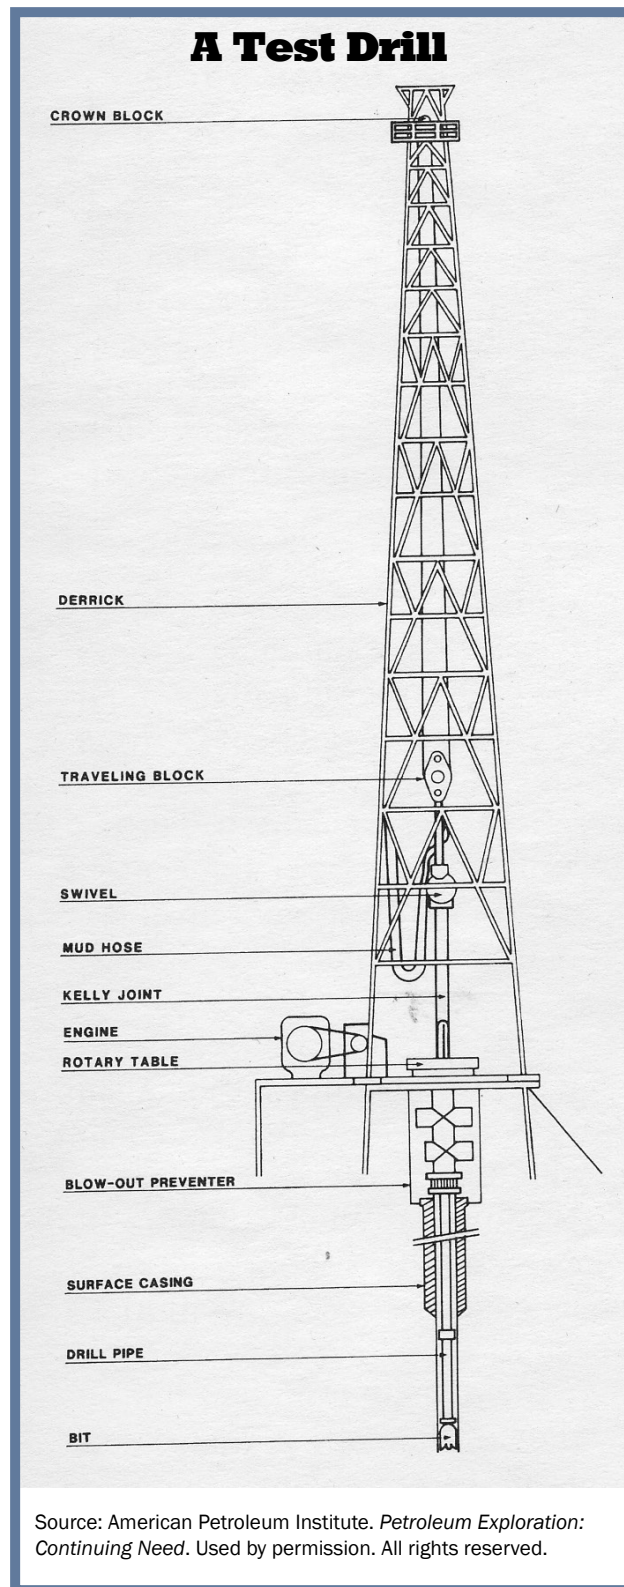 A Test Drill
CROWN BLOCK
DERRICK
TRAVELING BLOCK
SWIVEL
MUD HOSE
KELLY JOINT
ENGINE
ROTARY TABLE
BLOW-OUT PREVENTER
SURFACE CASING
DRILL PIPE
BIT
Source: American Petroleum Institute. Petroleum Exploration:
Continuing Need. Used by permission. All rights reserved.